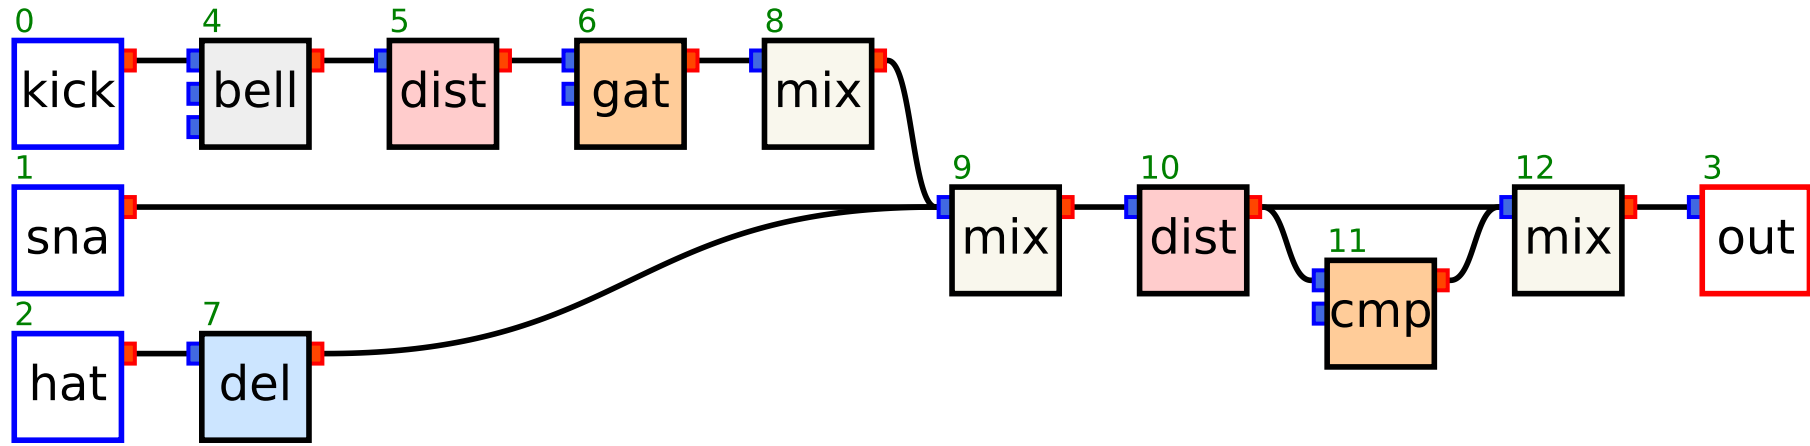 0 4 5 6 8
kick bell dist gat mix
1 9 10 12 3
sna mix dist mix out
11
cmp
2 7
hat del